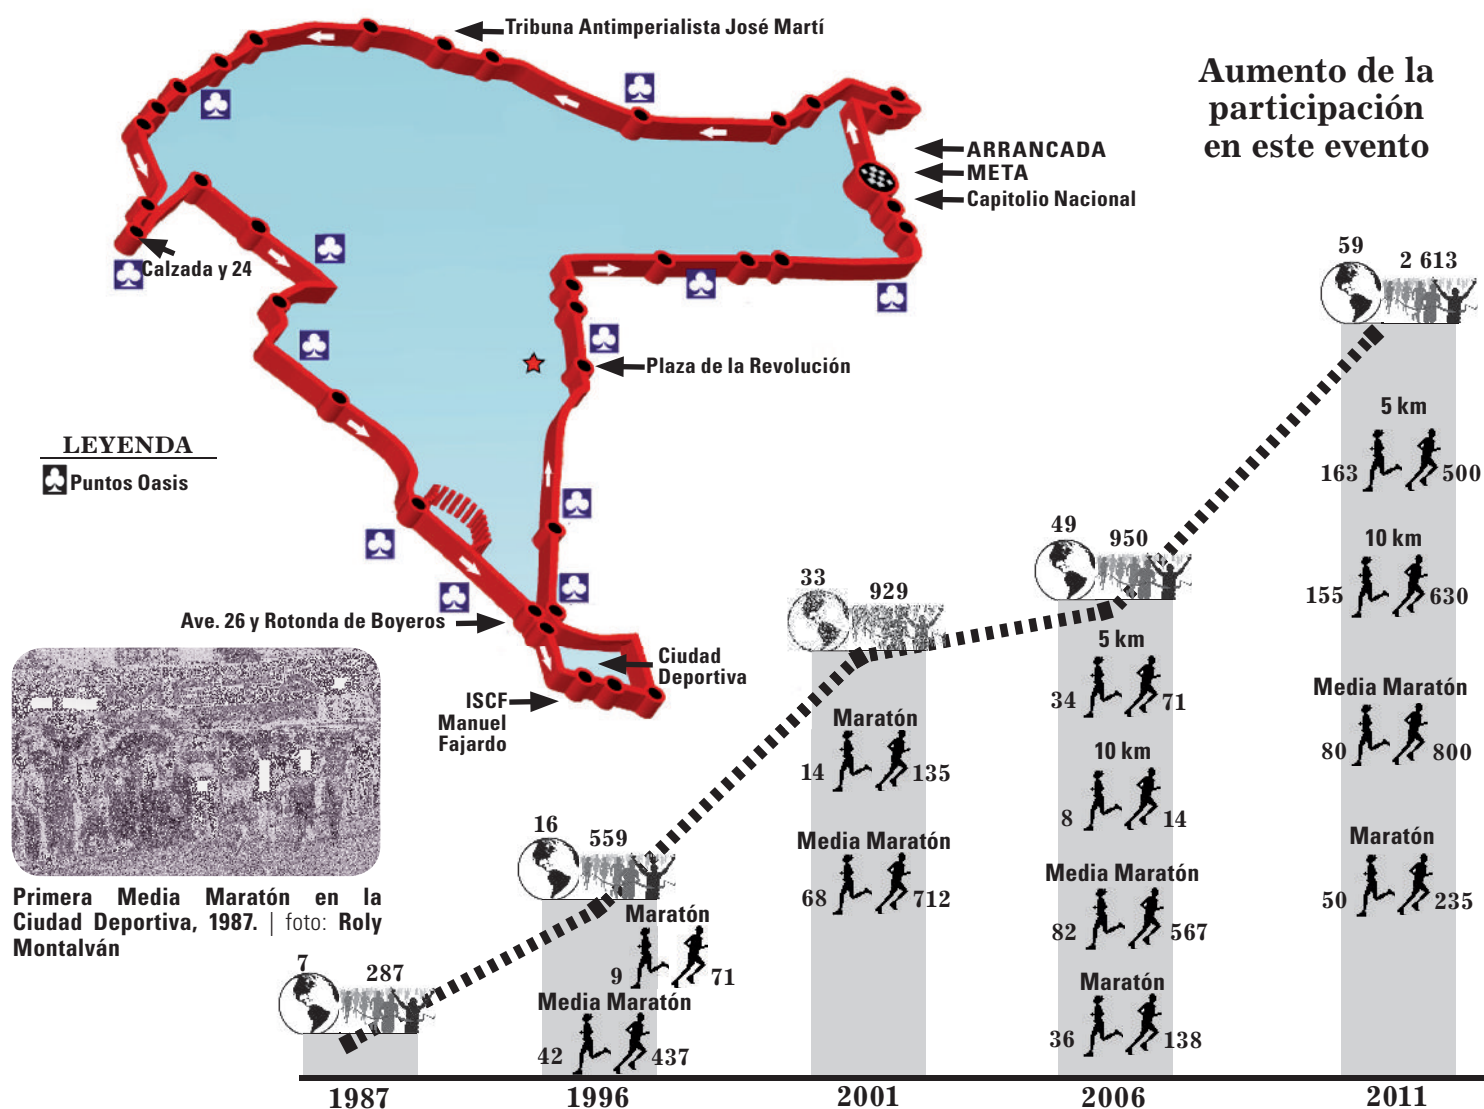 Tribuna Antimperialista José Martí
Aumento de la
participación
en este evento
ARRANCADA
META
Capitolio Nacional
Calzada y 24
Plaza de la Revolución
LEYENDA
Puntos Oasis
Ave. 26 y Rotonda de Boyeros
Ciudad
Deportiva
ISCF
Manuel
Fajardo
Primera Media Maratón en la
Ciudad Deportiva, 1987. | foto: Roly
Montalván
7
287
1987
16
559
Maratón
9 71
Media Maratón
42 437
1996
33
929
Maratón
14 135
Media Maratón
68 712
2001
49
950
5 km
34 71
10 km
8 14
Media Maratón
82 567
Maratón
36 138
2006
59
2 613
5 km
163 500
10 km
155 630
Media Maratón
80 800
Maratón
50 235
2011